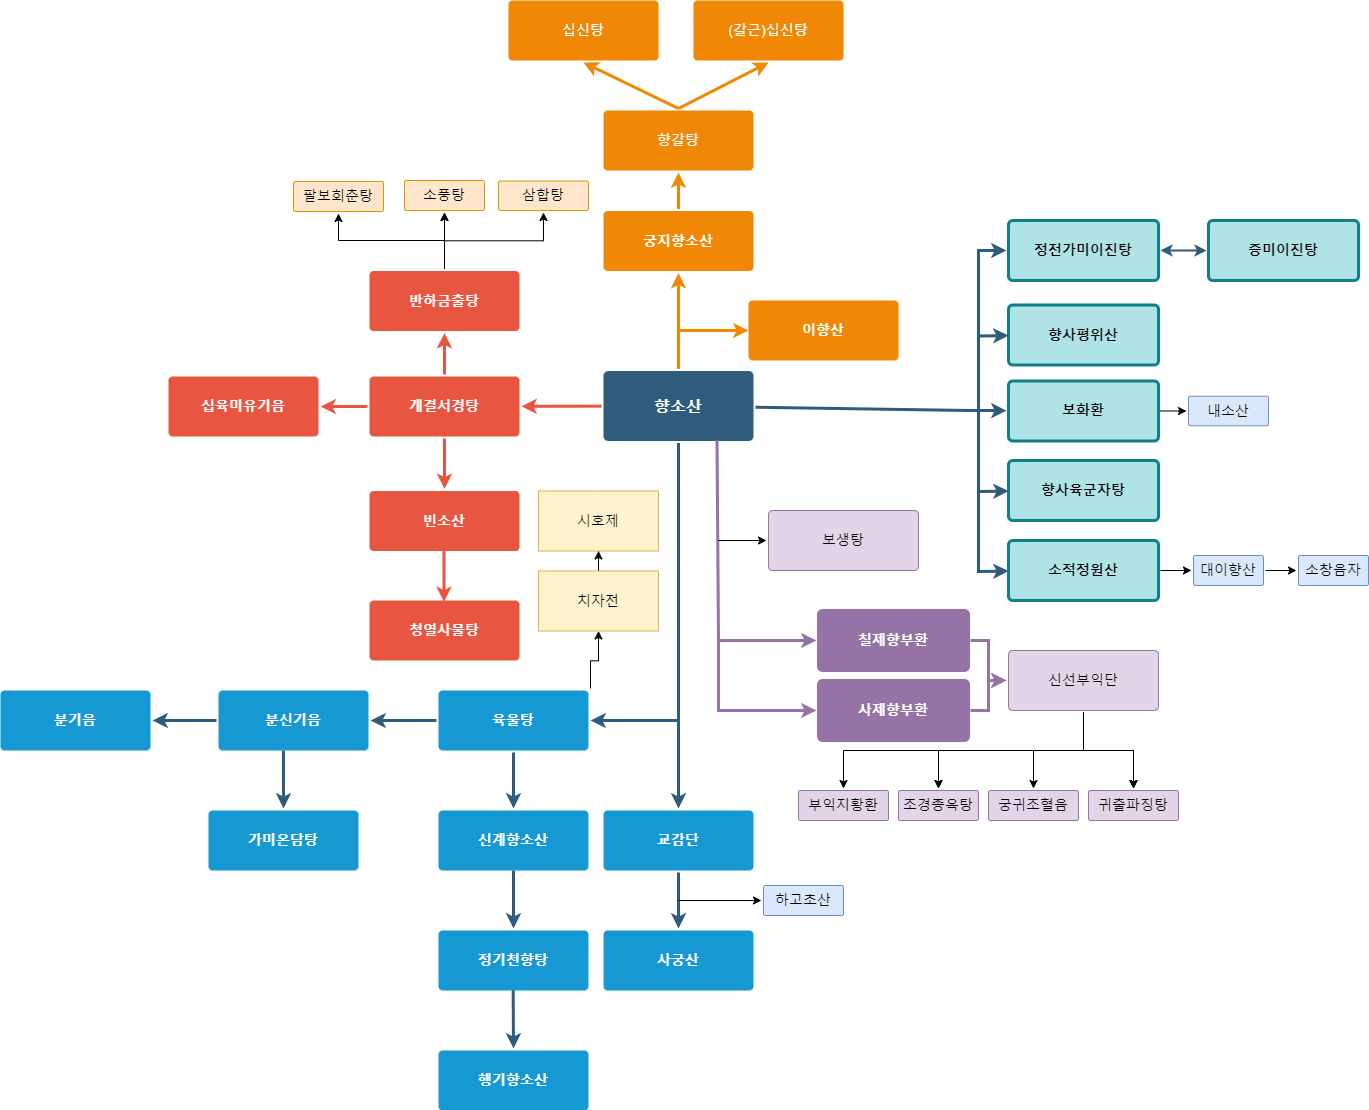 십신탕
(갈근)십신탕
향갈탕
팔보회준탕
소풍탕
삼합탕
궁지향소산
정전가미이진탕
증미이진탕
반하금출탕
이향산
향사평위산
십육미유기음
개결서경탕
향소산
보화환
내소산
향사육군자탕
빈소산
시호제
보생탕
소적정원산
대이향산
소창음자
치자전
청열사물탕
칠제향부환
신선부익단
사제향부환
분기음
분신기음
육울탕
부익지황환
조경종옥탕
궁귀조혈음
귀출파징탕
가미온담탕
신계향소산
교감단
하고초산
정기천향탕
사궁산
행기향소산